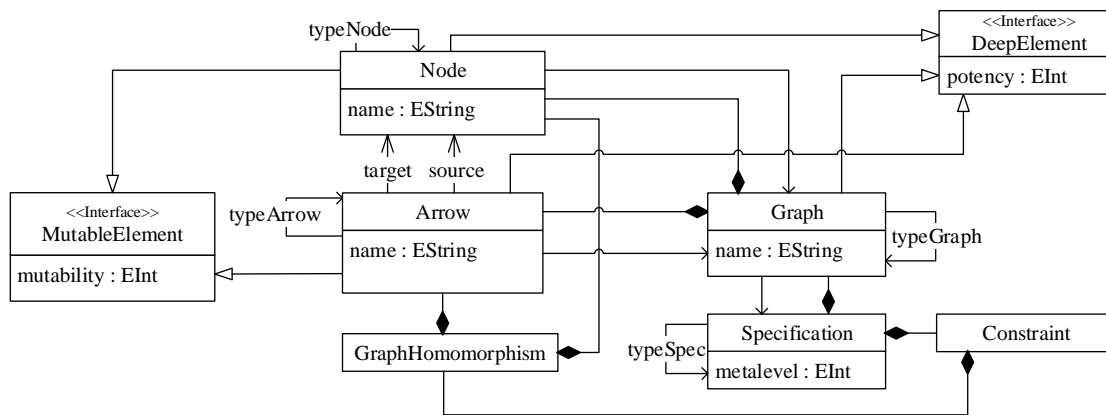 <<Interface>>
DeepElement
potency : EInt
typeNode
Node
name : EString
target
source
<<Interface>>
MutableElement
mutability : EInt
typeArrow
Arrow
name : EString
Graph
name : EString
typeGraph
GraphHomomorphism
typeSpec
Specification
metalevel : EInt
Constraint